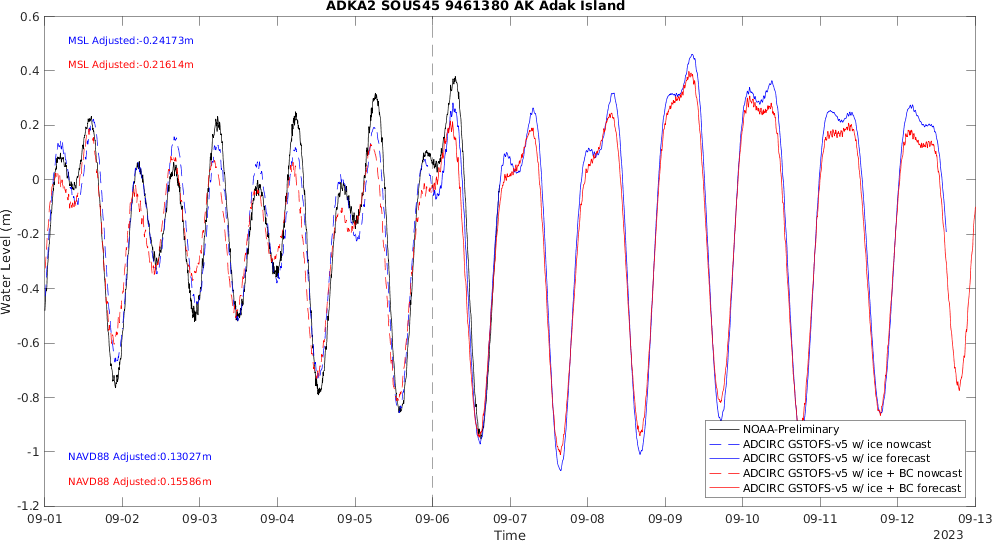 ADKA2 SOUS45 9461380 AK Adak Island
0.6
MSL Adjusted:-0.24173m
MSL Adjusted:-0.21614m
0.4
0.2
0
-0.2
-0.4
-0.6
-0.8
-1
-1.2
Water Level (m)
NAVD88 Adjusted:0.13027m
NAVD88 Adjusted:0.15586m
NOAA-Preliminary
ADCIRC GSTOFS-v5 w/ ice nowcast
ADCIRC GSTOFS-v5 w/ ice forecast
ADCIRC GSTOFS-v5 w/ ice + BC nowcast
ADCIRC GSTOFS-v5 w/ ice + BC forecast
09-01 09-02 09-03 09-04 09-05 09-06 09-07 09-08 09-09 09-10 09-11 09-12 09-13
Time
2023